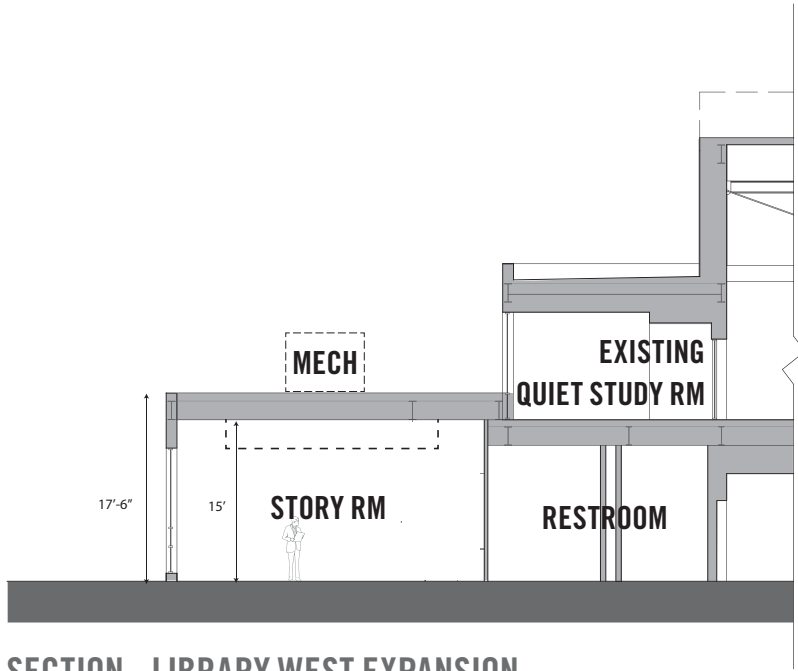 MECH
EXISTING
QUIET STUDY RM
17'-6"
15'
STORY RM
RESTROOM
SECTION - LIBRARY WEST EXPANSION